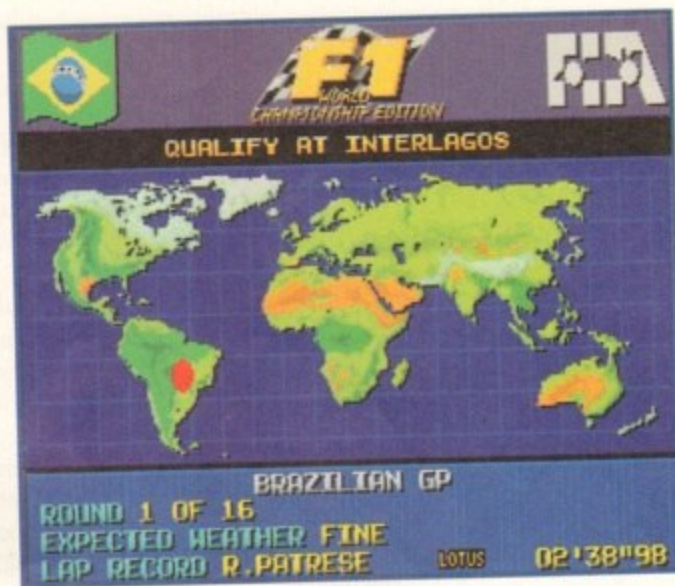 F1
WORLD
CHAMPIONSHIP EDITION
FIA
QUALIFY AT INTERLAGOS
BRAZILIAN GP
ROUND 1 OF 16
EXPECTED WEATHER FINE
LAP RECORD R.PATRESE LOTUS 02'38"98